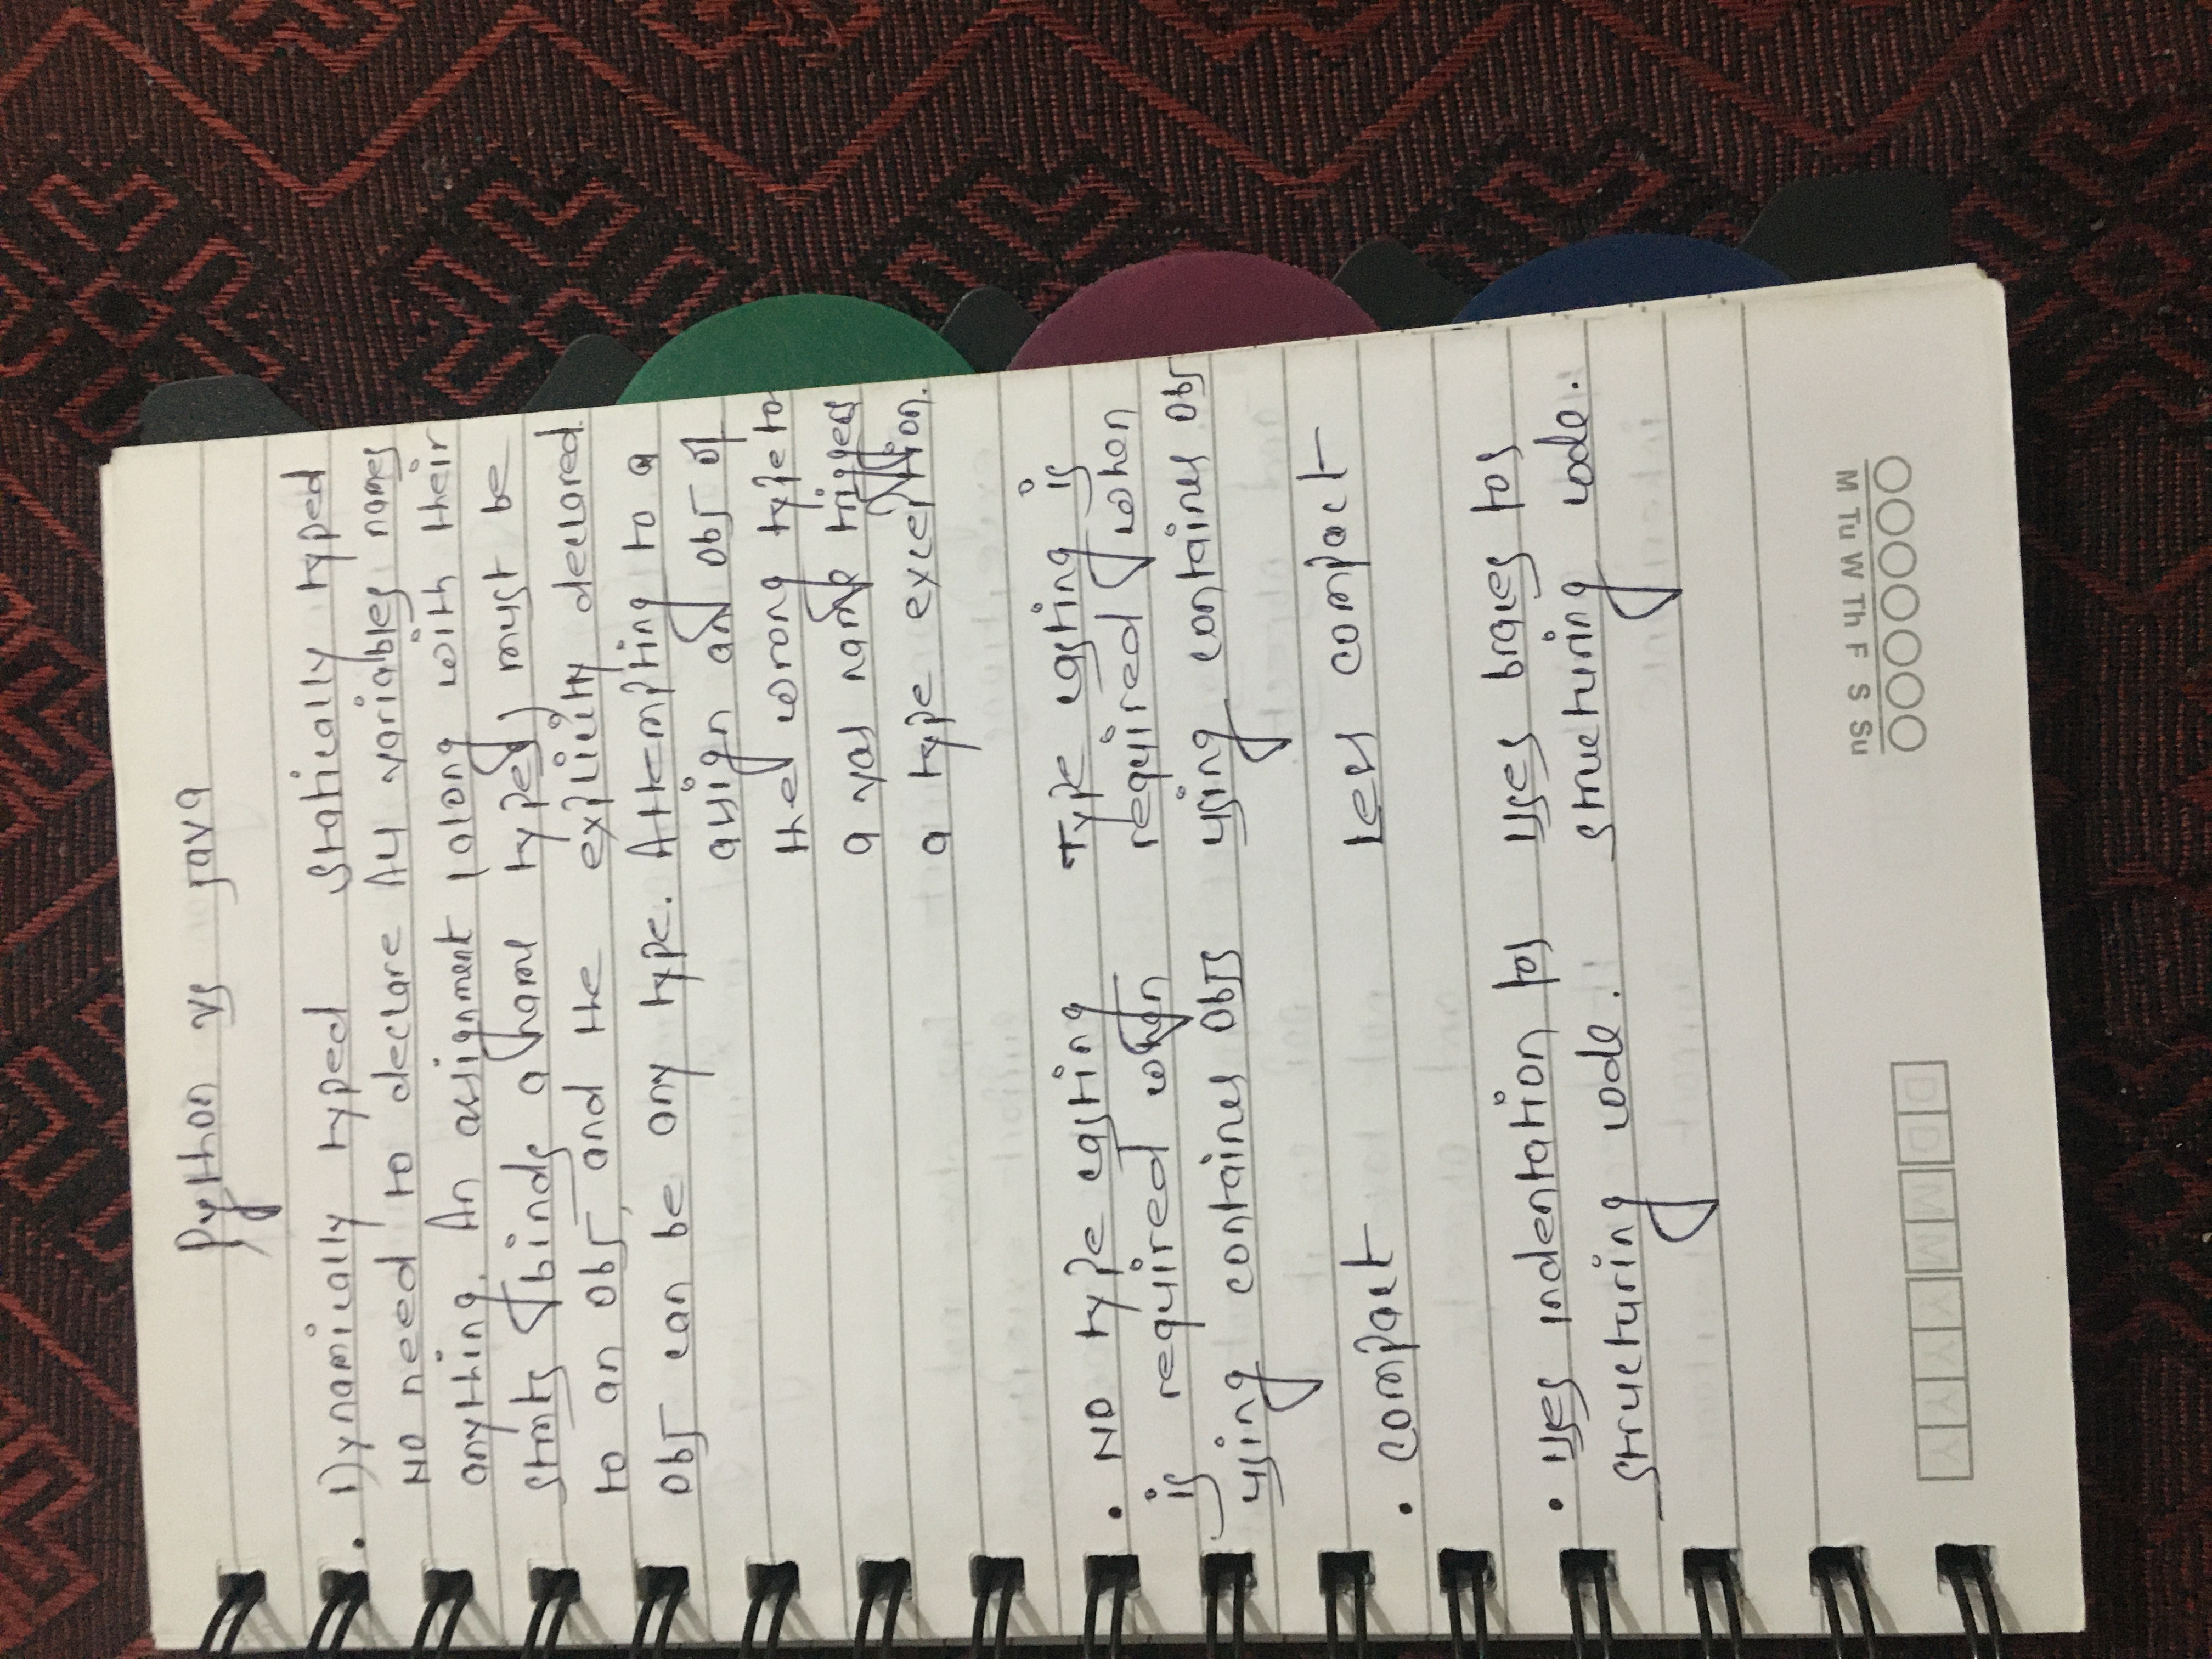 Python vs Java
• Dynamically typed
No need to declare
anything. An assignment
stmts binds a name
to an obj, and the
obj can be any type.
Statically typed
All variables names
(along with their
types) must be
explicitly declared.
Attempting to a
assign an obj of
the wrong type to
a var name triggers
a type exception.
• No type casting
is required when
using container objs
Type casting is
required when
using container obj
• compact
Less compact
• Uses indentation for
structuring code.
Uses braces for
structuring code.
M Tu W Th F S Su
D D M M Y Y Y Y